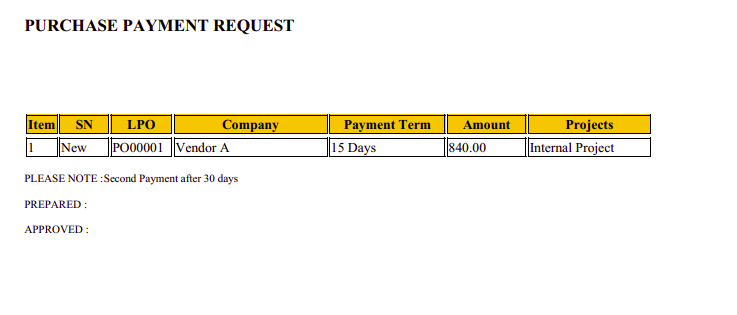 PURCHASE PAYMENT REQUEST
Item SN LPO Company Payment Term Amount Projects
1 New PO00001 Vendor A 15 Days 840.00 Internal Project
PLEASE NOTE :Second Payment after 30 days
PREPARED :
APPROVED :